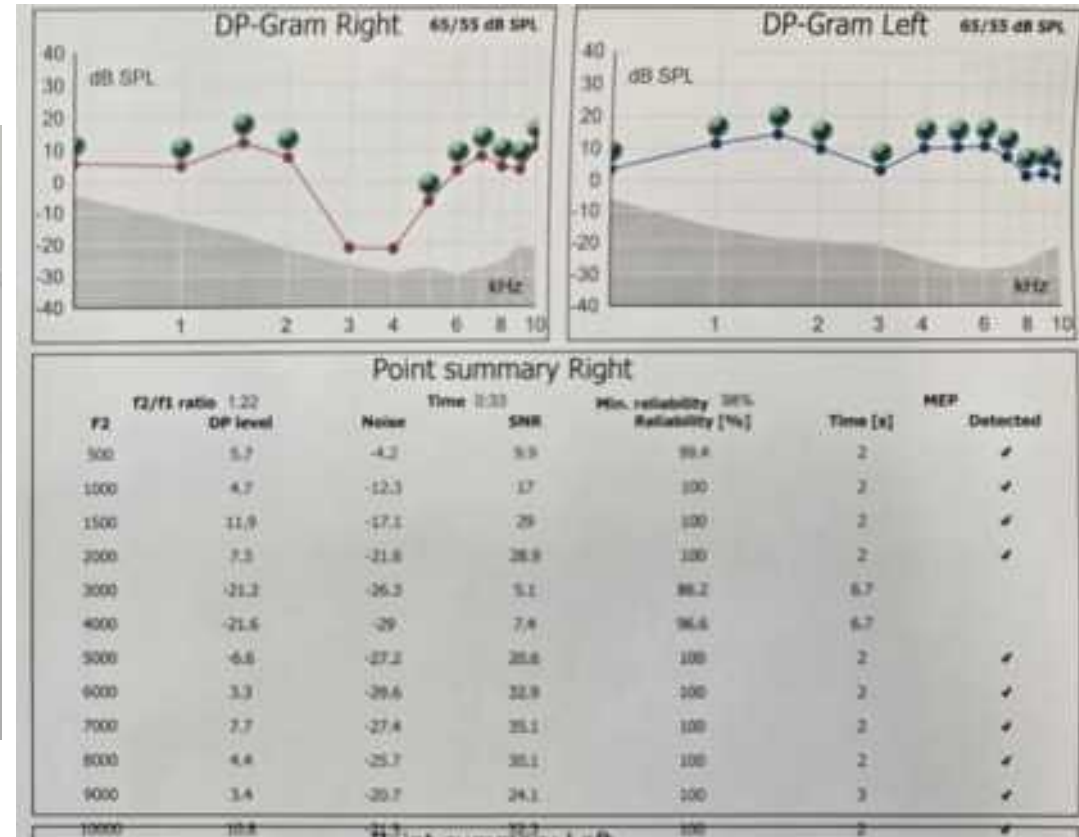 DP-Gram Right 65/55 dB SPL
40
30
20
10
0
-10
-20
-30
-40
dB SPL
kHz
1 2 3 4 6 8 10
DP-Gram Left 65/55 dB SPL
40
30
20
10
0
-10
-20
-30
-40
dB SPL
kHz
1 2 3 4 6 8 10
Point summary Right
f2/f1 ratio 1.22 Time 0:33 Min. reliability 98% MEP
F2 DP level Noise SNR Reliability [%] Time [s] Detected
500 5.7 -4.2 9.9 99.4 2 ✔
1000 4.7 -12.3 17 100 2 ✔
1500 11.9 -17.1 29 100 2 ✔
2000 7.3 -21.6 28.9 100 2 ✔
3000 -21.2 -26.3 5.1 88.2 6.7
4000 -21.6 -29 7.4 96.6 6.7
5000 -6.6 -27.2 20.6 100 2 ✔
6000 3.3 -29.6 32.9 100 2 ✔
7000 7.7 -27.4 35.1 100 2 ✔
8000 4.4 -25.7 30.1 100 2 ✔
9000 3.4 -20.7 24.1 100 3 ✔
10000 10.8 100 2 ✔